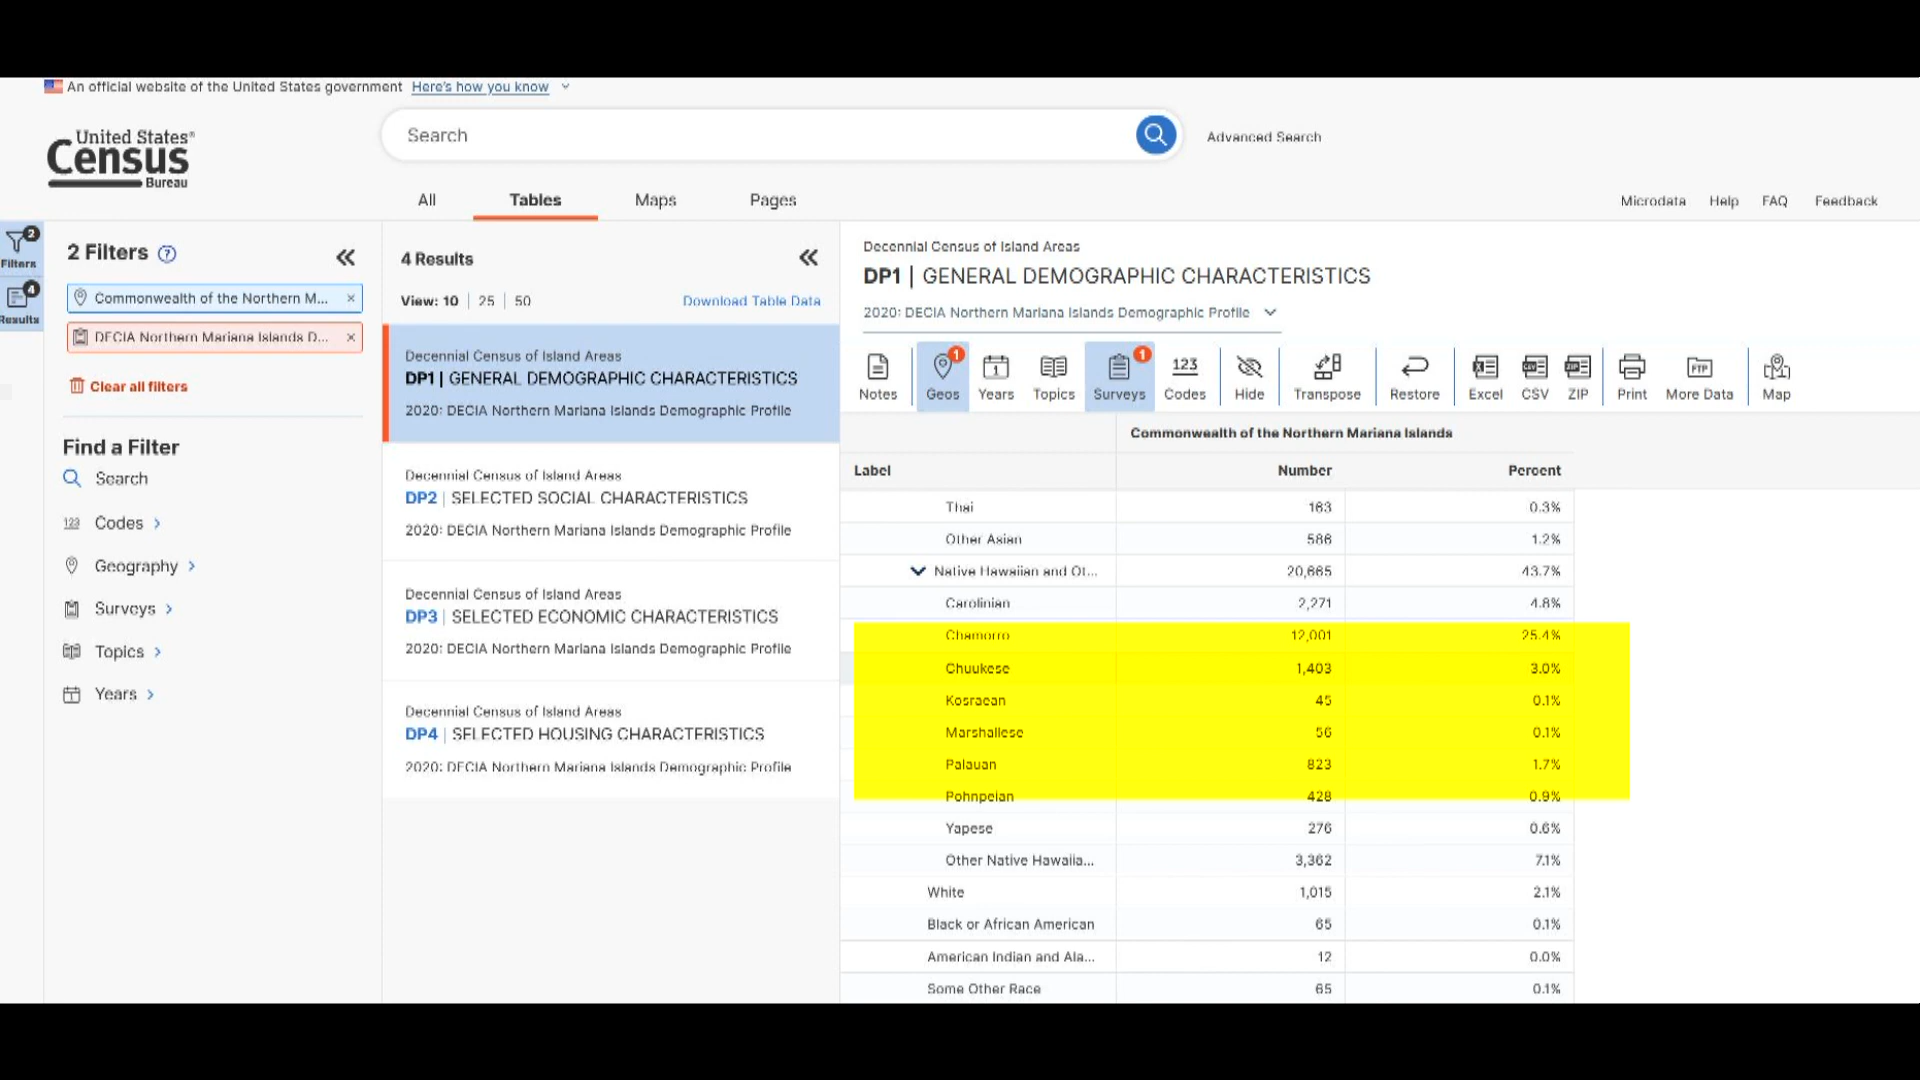 An official website of the United States government Here's how you know
United States®
Census
Bureau
Search
Advanced Search
All Tables Maps Pages
Microdata Help FAQ Feedback
2
Filters
4
Results
2 Filters ?
Commonwealth of the Northern M... ×
DECIA Northern Mariana Islands D... ×
Clear all filters
Find a Filter
Search
123 Codes
Geography
Surveys
Topics
Years
4 Results
View: 10 | 25 | 50 Download Table Data
Decennial Census of Island Areas
DP1 | GENERAL DEMOGRAPHIC CHARACTERISTICS
2020: DECIA Northern Mariana Islands Demographic Profile
Decennial Census of Island Areas
DP2 | SELECTED SOCIAL CHARACTERISTICS
2020: DECIA Northern Mariana Islands Demographic Profile
Decennial Census of Island Areas
DP3 | SELECTED ECONOMIC CHARACTERISTICS
2020: DECIA Northern Mariana Islands Demographic Profile
Decennial Census of Island Areas
DP4 | SELECTED HOUSING CHARACTERISTICS
2020: DECIA Northern Mariana Islands Demographic Profile
Decennial Census of Island Areas
DP1 | GENERAL DEMOGRAPHIC CHARACTERISTICS
2020: DECIA Northern Mariana Islands Demographic Profile
1 1 1 123 FTP
Notes Geos Years Topics Surveys Codes Hide Transpose Restore Excel CSV ZIP Print More Data Map
Commonwealth of the Northern Mariana Islands
Label Number Percent
Thai 163 0.3%
Other Asian 586 1.2%
Native Hawaiian and Ot... 20,665 43.7%
Carolinian 2,271 4.8%
Chamorro 12,001 25.4%
Chuukese 1,403 3.0%
Kosraean 45 0.1%
Marshallese 56 0.1%
Palauan 823 1.7%
Pohnpeian 428 0.9%
Yapese 276 0.6%
Other Native Hawaiia... 3,362 7.1%
White 1,015 2.1%
Black or African American 65 0.1%
American Indian and Ala... 12 0.0%
Some Other Race 65 0.1%